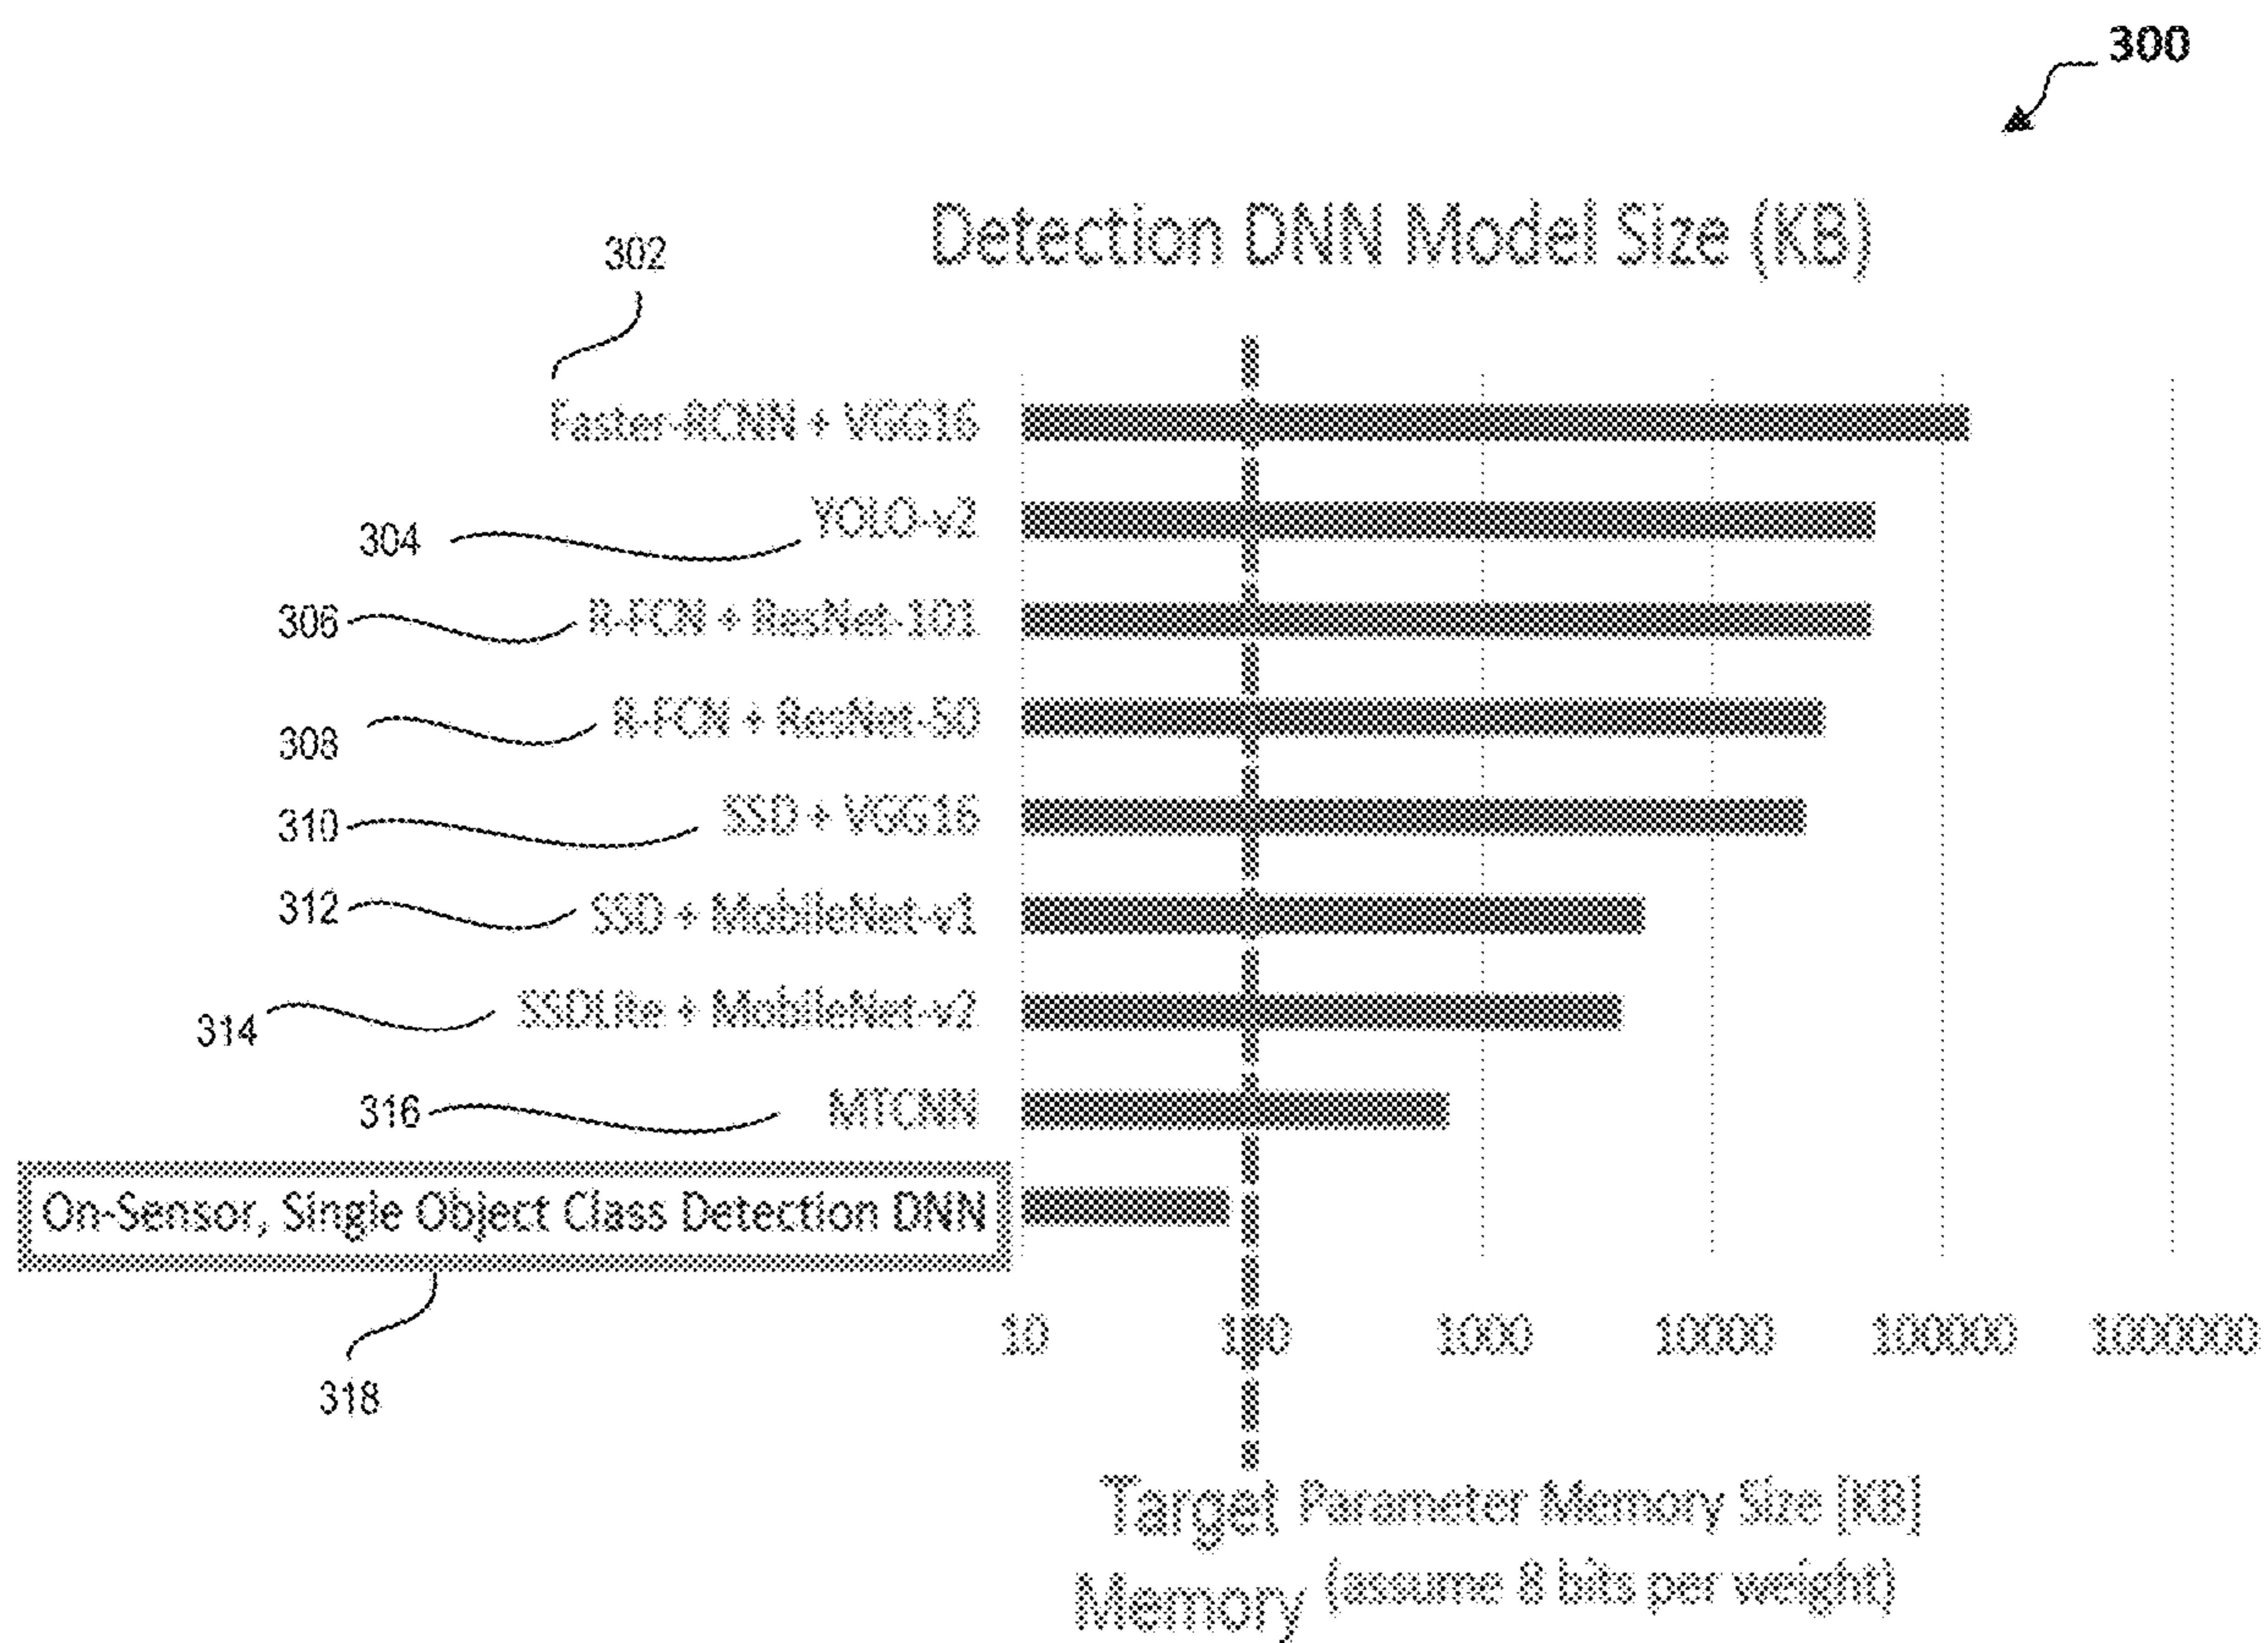 300
Detection DNN Model Size (KB)
302
Faster-RCNN + VGG16
304
YOLO-v2
306
R-FCN + ResNet-101
308
R-FCN + ResNet-50
310
SSD + VGG16
312
SSD + MobileNet-v1
314
SSDLite + MobileNet-v2
316
MTCNN
On-Sensor, Single Object Class Detection DNN
318
10 100 1000 10000 100000 1000000
Target Memory
Parameter Memory Size [KB]
(assume 8 bits per weight)